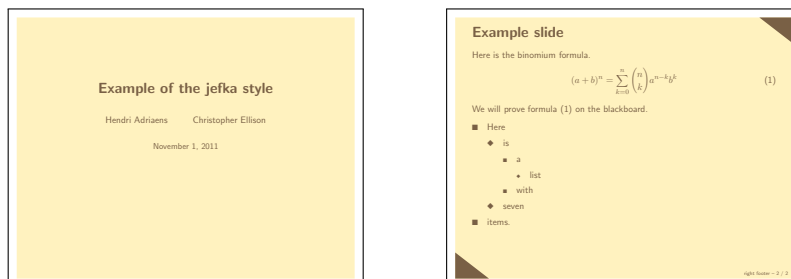 Example of the jefka style
Hendri Adriaens Christopher Ellison
November 1, 2011
Example slide
Here is the binomium formula.
(a + b)^n = \sum_{k=0}^{n} \binom{n}{k} a^{n-k} b^k (1)
We will prove formula (1) on the blackboard.
■ Here
◆ is
■ a
◆ list
■ with
◆ seven
■ items.
right footer – 2 / 2